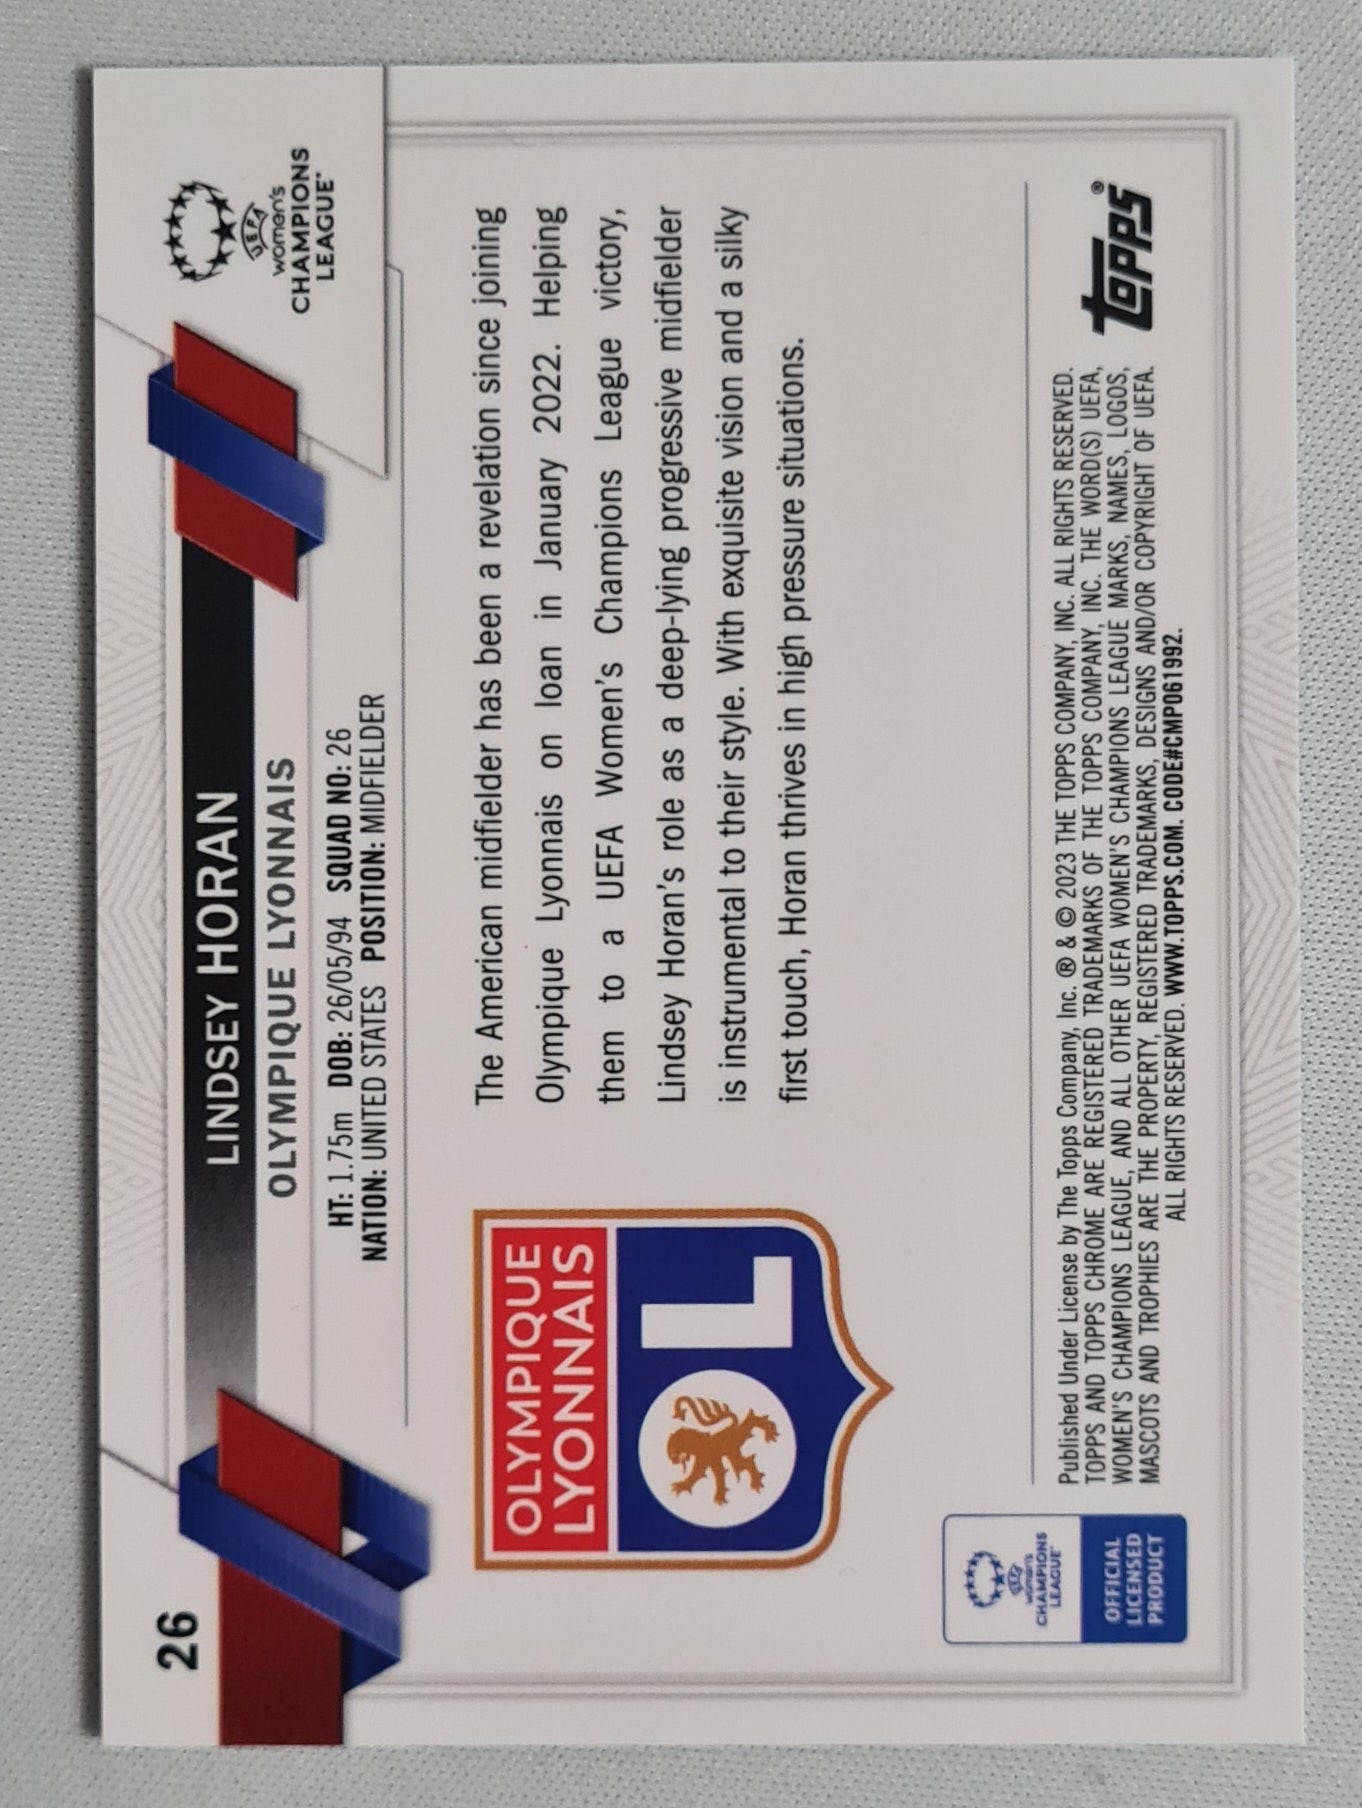 26
LINDSEY HORAN
OLYMPIQUE LYONNAIS
HT: 1.75m DOB: 26/05/94 SQUAD NO: 26
NATION: UNITED STATES POSITION: MIDFIELDER
UEFA
women's
CHAMPIONS
LEAGUE™
OLYMPIQUE
LYONNAIS
OL
The American midfielder has been a revelation since joining
Olympique Lyonnais on loan in January 2022. Helping
them to a UEFA Women's Champions League victory,
Lindsey Horan's role as a deep-lying progressive midfielder
is instrumental to their style. With exquisite vision and a silky
first touch, Horan thrives in high pressure situations.
UEFA
women's
CHAMPIONS
LEAGUE™
OFFICIAL
LICENSED
PRODUCT
Published Under License by The Topps Company, Inc. ® & © 2023 THE TOPPS COMPANY, INC. ALL RIGHTS RESERVED.
TOPPS AND TOPPS CHROME ARE REGISTERED TRADEMARKS OF THE TOPPS COMPANY, INC. THE WORD(S) UEFA,
WOMEN'S CHAMPIONS LEAGUE, AND ALL OTHER UEFA WOMEN'S CHAMPIONS LEAGUE MARKS, NAMES, LOGOS,
MASCOTS AND TROPHIES ARE THE PROPERTY, REGISTERED TRADEMARKS, DESIGNS AND/OR COPYRIGHT OF UEFA.
ALL RIGHTS RESERVED. WWW.TOPPS.COM. CODE#CMP061992.
TOPPS®